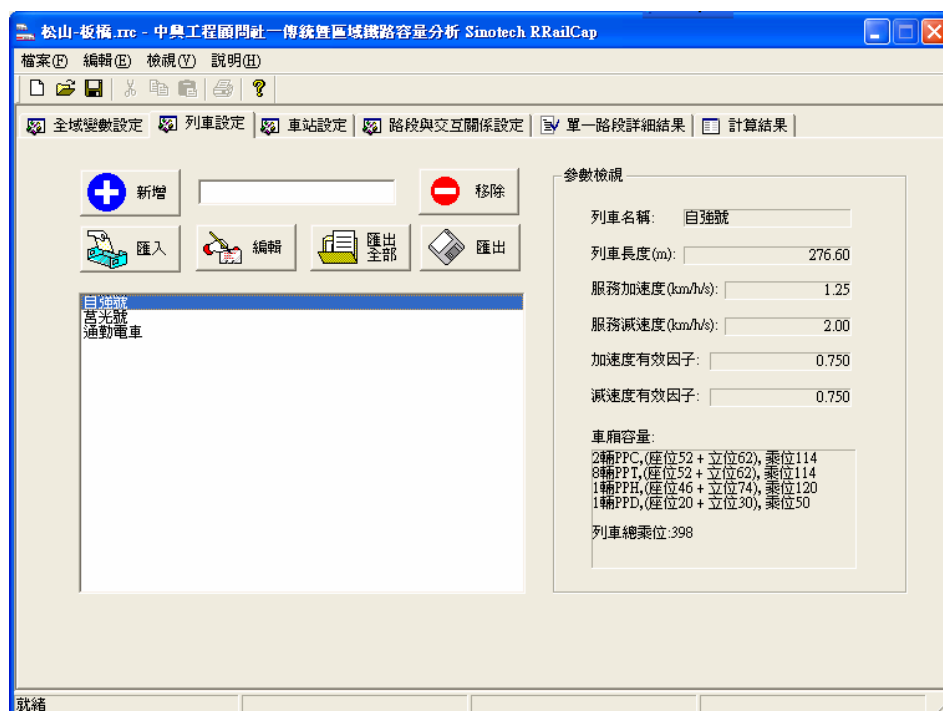 松山-板橋.rrc - 中興工程顧問社－傳統暨區域鐵路容量分析 Sinotech RRailCap
檔案(F) 編輯(E) 檢視(V) 說明(H)
全域變數設定 列車設定 車站設定 路段與交互關係設定 單一路段詳細結果 計算結果
新增 移除
匯入 編輯 匯出全部 匯出
自強號
莒光號
通勤電車
參數檢視
列車名稱: 自強號
列車長度(m): 276.60
服務加速度(km/h/s): 1.25
服務減速度(km/h/s): 2.00
加速度有效因子: 0.750
減速度有效因子: 0.750
車廂容量:
2輛PPC,(座位52 + 立位62), 乘位114
8輛PPT,(座位52 + 立位62), 乘位114
1輛PPH,(座位46 + 立位74), 乘位120
1輛PPD,(座位20 + 立位30), 乘位50
列車總乘位:398
就緒